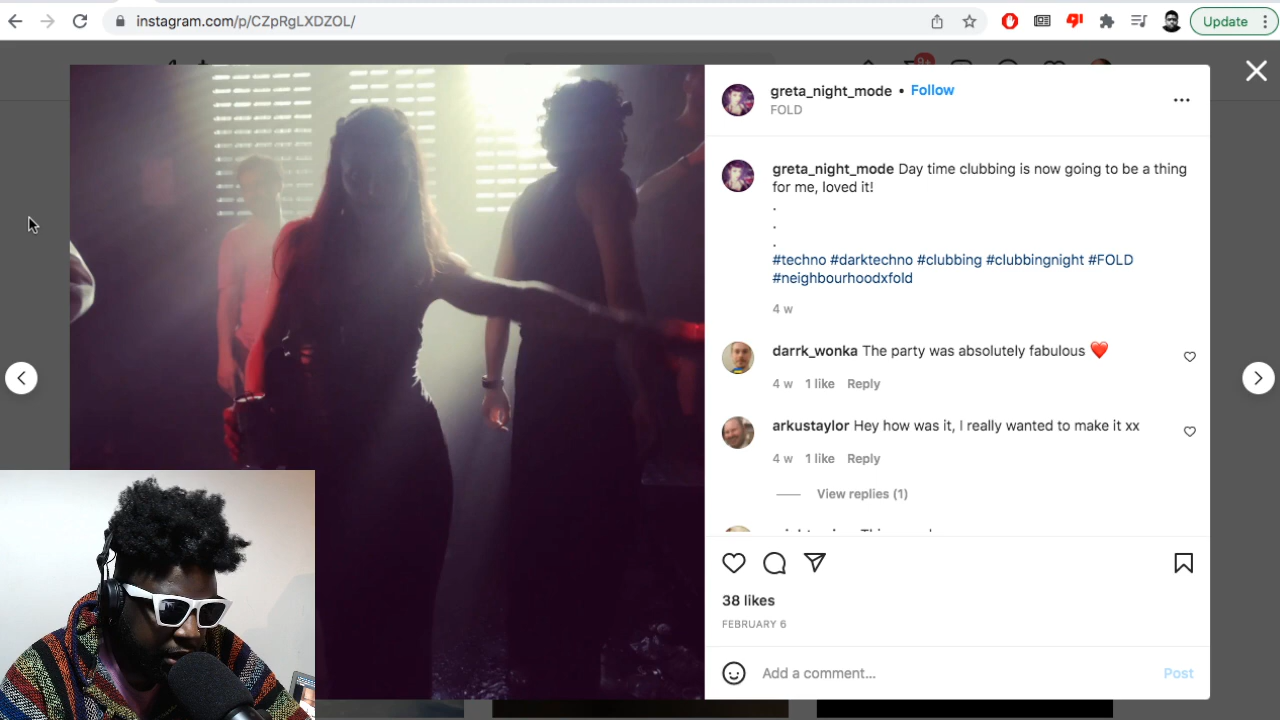 instagram.com/p/CZpRgLXDZOL/
Update
greta_night_mode • Follow
FOLD
greta_night_mode Day time clubbing is now going to be a thing
for me, loved it!
.
.
.
#techno #darktechno #clubbing #clubbingnight #FOLD
#neighbourhoodxfold
4 w
darrk_wonka The party was absolutely fabulous ❤️
4 w 1 like Reply
arkustaylor Hey how was it, I really wanted to make it xx
4 w 1 like Reply
View replies (1)
38 likes
FEBRUARY 6
Add a comment... Post